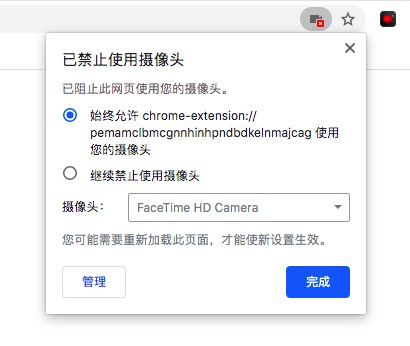 已禁止使用摄像头
已阻止此网页使用您的摄像头。
始终允许 chrome-extension://
pemamclbmcgnnhinhpndbdkelnmajcag 使用
您的摄像头
继续禁止使用摄像头
摄像头： FaceTime HD Camera
您可能需要重新加载此页面，才能使新设置生效。
管理 完成